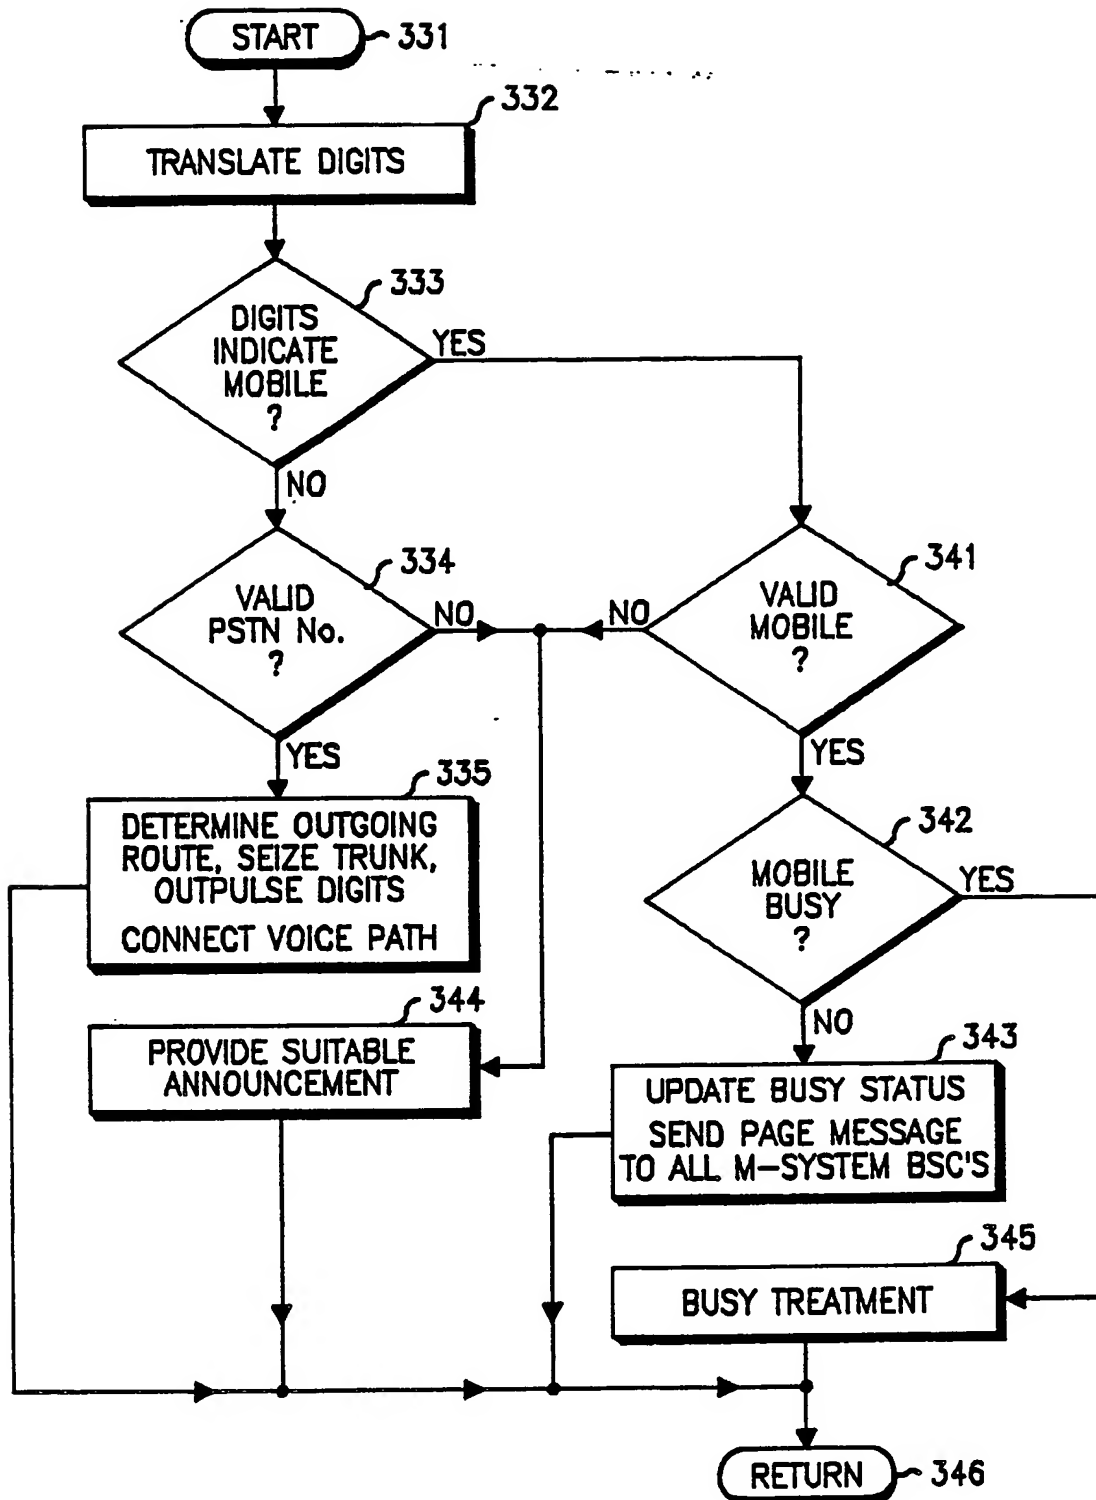 START
331
332
TRANSLATE DIGITS
333
DIGITS
INDICATE
MOBILE
?
YES
NO
334
VALID
PSTN No.
?
NO
YES
341
VALID
MOBILE
?
NO
YES
335
DETERMINE OUTGOING
ROUTE, SEIZE TRUNK,
OUTPULSE DIGITS
CONNECT VOICE PATH
342
MOBILE
BUSY
?
YES
NO
344
PROVIDE SUITABLE
ANNOUNCEMENT
343
UPDATE BUSY STATUS
SEND PAGE MESSAGE
TO ALL M-SYSTEM BSC'S
345
BUSY TREATMENT
RETURN
346